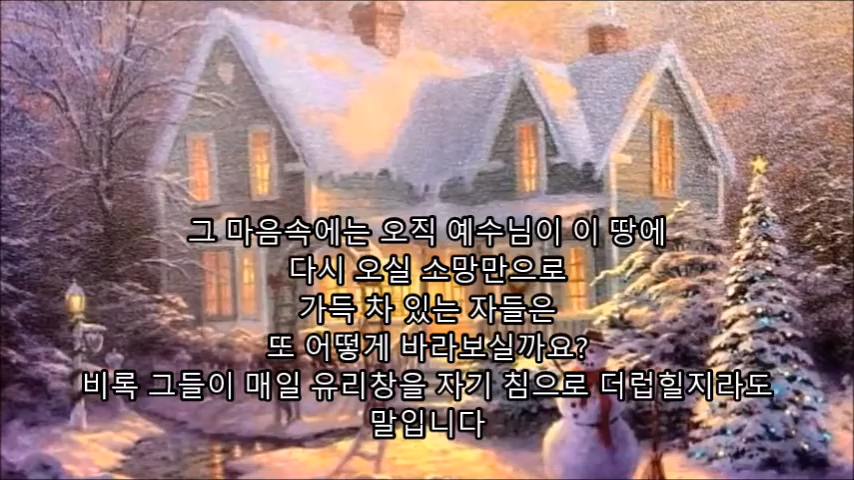 그 마음속에는 오직 예수님이 이 땅에
다시 오실 소망만으로
가득 차 있는 자들은
또 어떻게 바라보실까요?
비록 그들이 매일 유리창을 자기 침으로 더럽힐지라도
말입니다